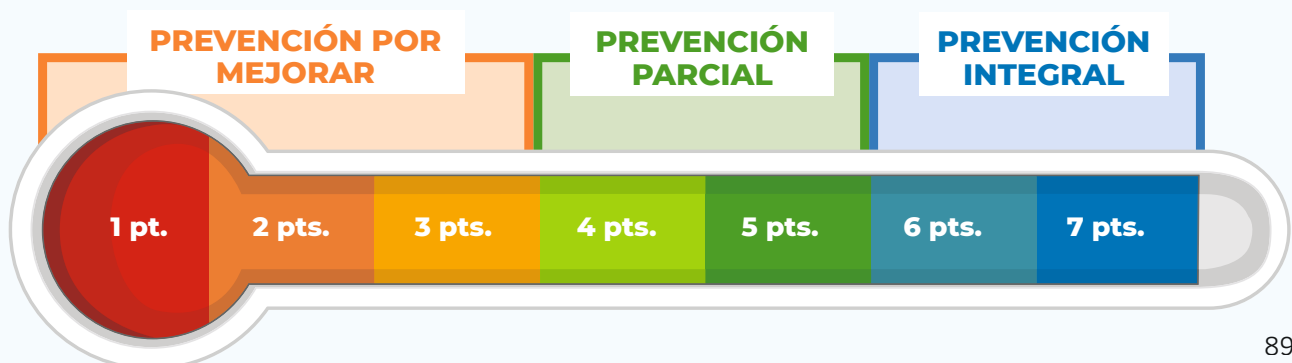 PREVENCIÓN POR
MEJORAR
PREVENCIÓN
PARCIAL
PREVENCIÓN
INTEGRAL
1 pt.
2 pts.
3 pts.
4 pts.
5 pts.
6 pts.
7 pts.
89